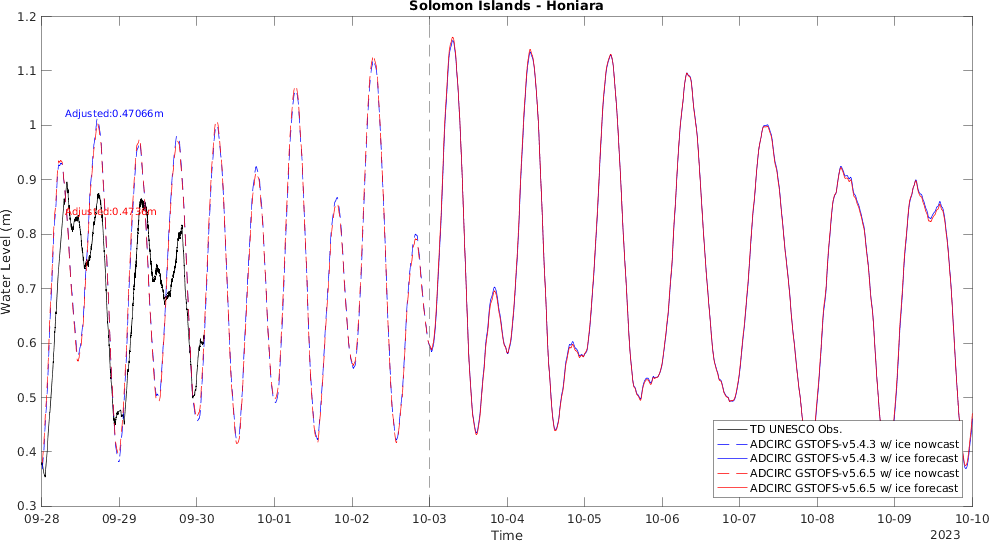 Solomon Islands - Honiara
1.2
1.1
1
0.9
0.8
0.7
0.6
0.5
0.4
0.3
Water Level (m)
Adjusted:0.47066m
Adjusted:0.4736m
TD UNESCO Obs.
ADCIRC GSTOFS-v5.4.3 w/ ice nowcast
ADCIRC GSTOFS-v5.4.3 w/ ice forecast
ADCIRC GSTOFS-v5.6.5 w/ ice nowcast
ADCIRC GSTOFS-v5.6.5 w/ ice forecast
09-28 09-29 09-30 10-01 10-02 10-03 10-04 10-05 10-06 10-07 10-08 10-09 10-10
Time
2023